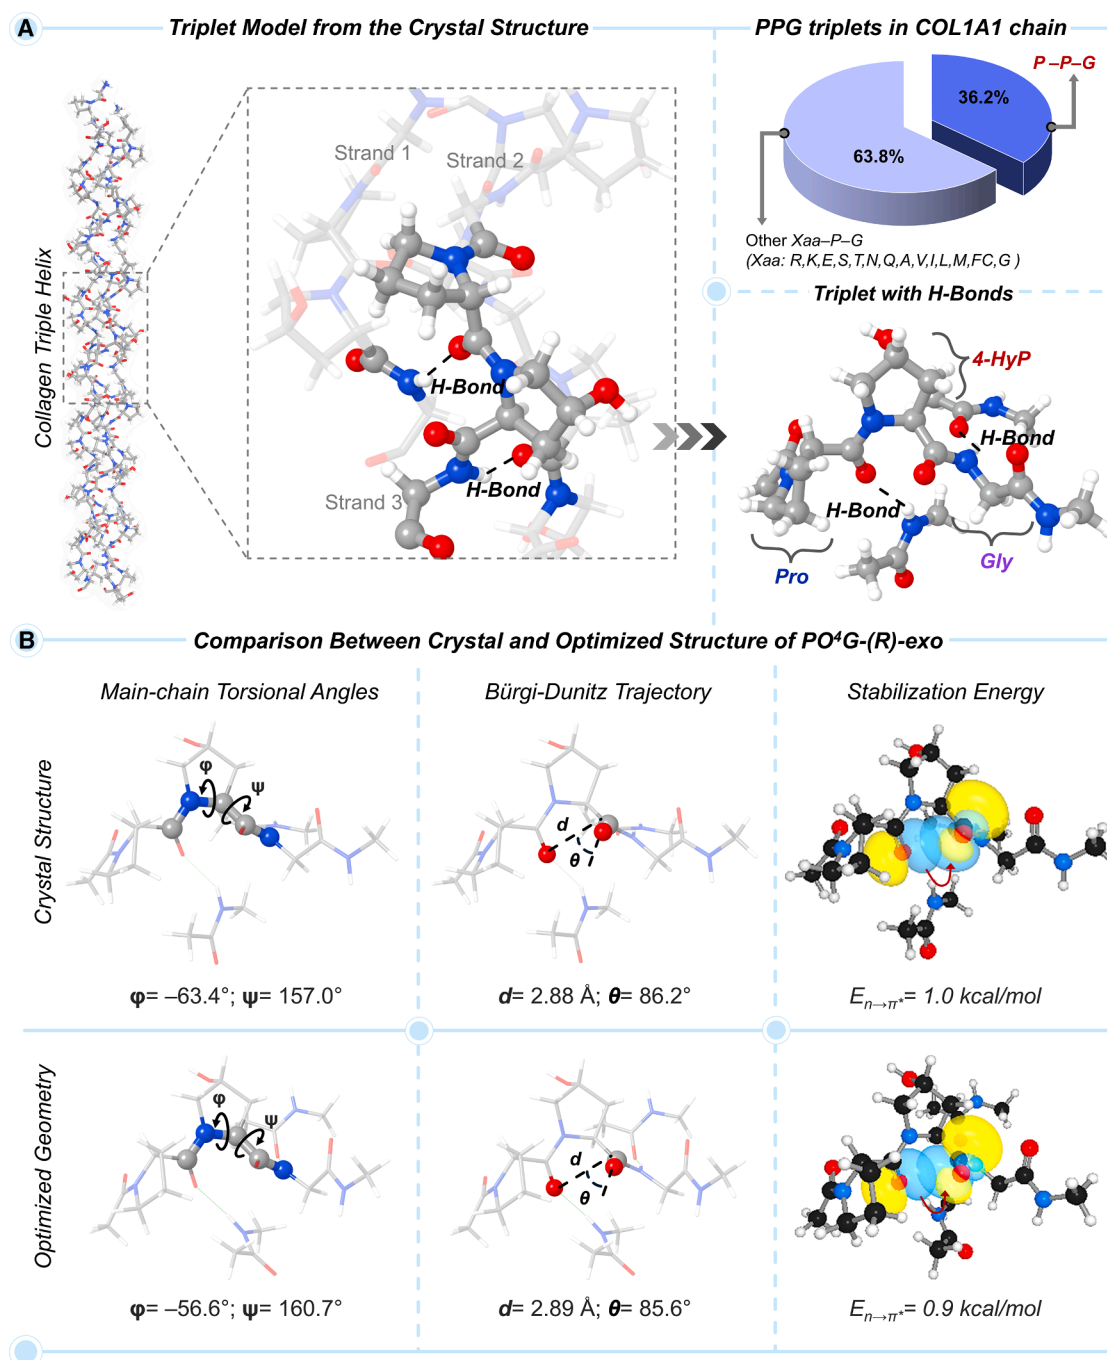 A
Triplet Model from the Crystal Structure
PPG triplets in COL1A1 chain
Collagen Triple Helix
Strand 1
Strand 2
H-Bond
H-Bond
Strand 3
P –P–G
36.2%
63.8%
Other Xaa–P–G
(Xaa: R,K,E,S,T,N,Q,A,V,I,L,M,FC,G )
Triplet with H-Bonds
4-HyP
H-Bond
H-Bond
Gly
Pro
B
Comparison Between Crystal and Optimized Structure of PO⁴G-(R)-exo
Main-chain Torsional Angles
Bürgi-Dunitz Trajectory
Stabilization Energy
Crystal Structure
φ
ψ
d
θ
φ= –63.4°; ψ= 157.0°
d= 2.88 Å; θ= 86.2°
Eₙ→π*= 1.0 kcal/mol
Optimized Geometry
φ
ψ
d
θ
φ= –56.6°; ψ= 160.7°
d= 2.89 Å; θ= 85.6°
Eₙ→π*= 0.9 kcal/mol